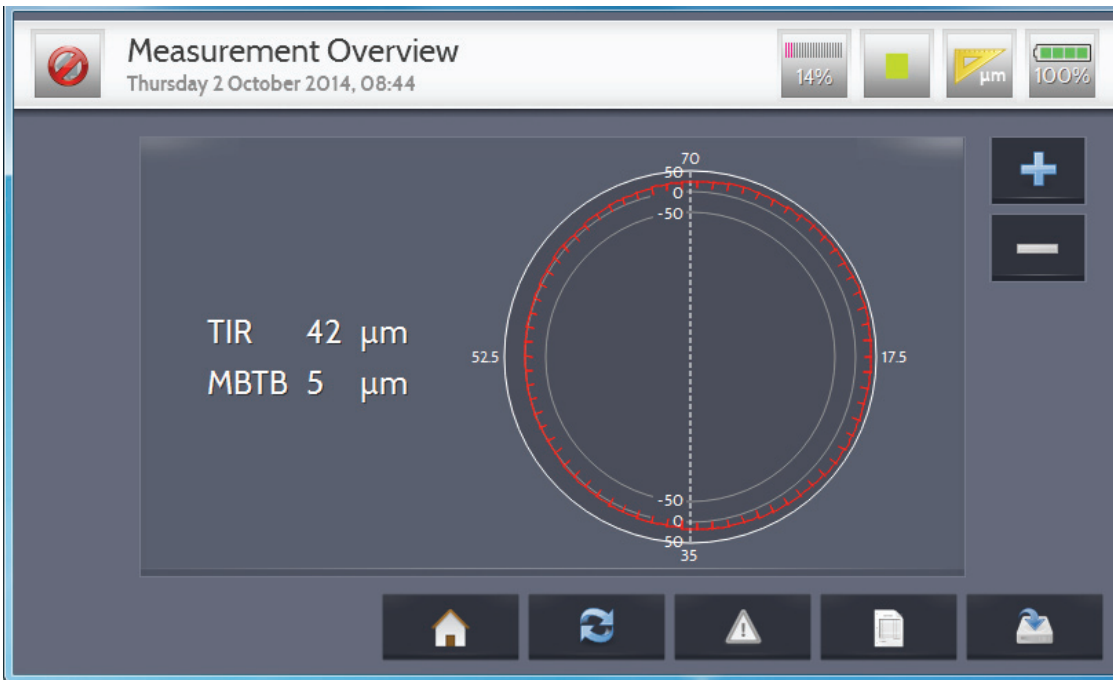 Measurement Overview
Thursday 2 October 2014, 08:44
14%
µm
100%
70
50
0
-50
TIR 42 µm
52.5
17.5
MBTB 5 µm
-50
0
50
35